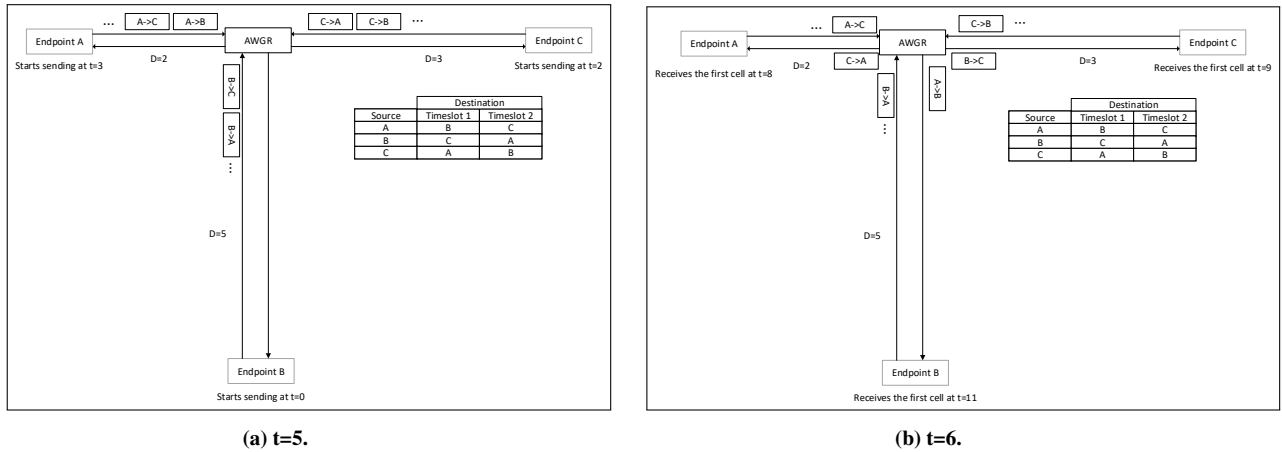 ... A->C A->B C->A C->B ...
Endpoint A AWGR Endpoint C
Starts sending at t=3 D=2 D=3 Starts sending at t=2
B->C
B->A
...
Destination
Source Timeslot 1 Timeslot 2
A B C
B C A
C A B
D=5
Endpoint B
Starts sending at t=0
(a) t=5.
... A->C C->B ...
Endpoint A AWGR Endpoint C
C->A B->C
D=2 D=3
Receives the first cell at t=8 Receives the first cell at t=9
B->A A->B
...
Destination
Source Timeslot 1 Timeslot 2
A B C
B C A
C A B
D=5
Endpoint B
Receives the first cell at t=11
(b) t=6.